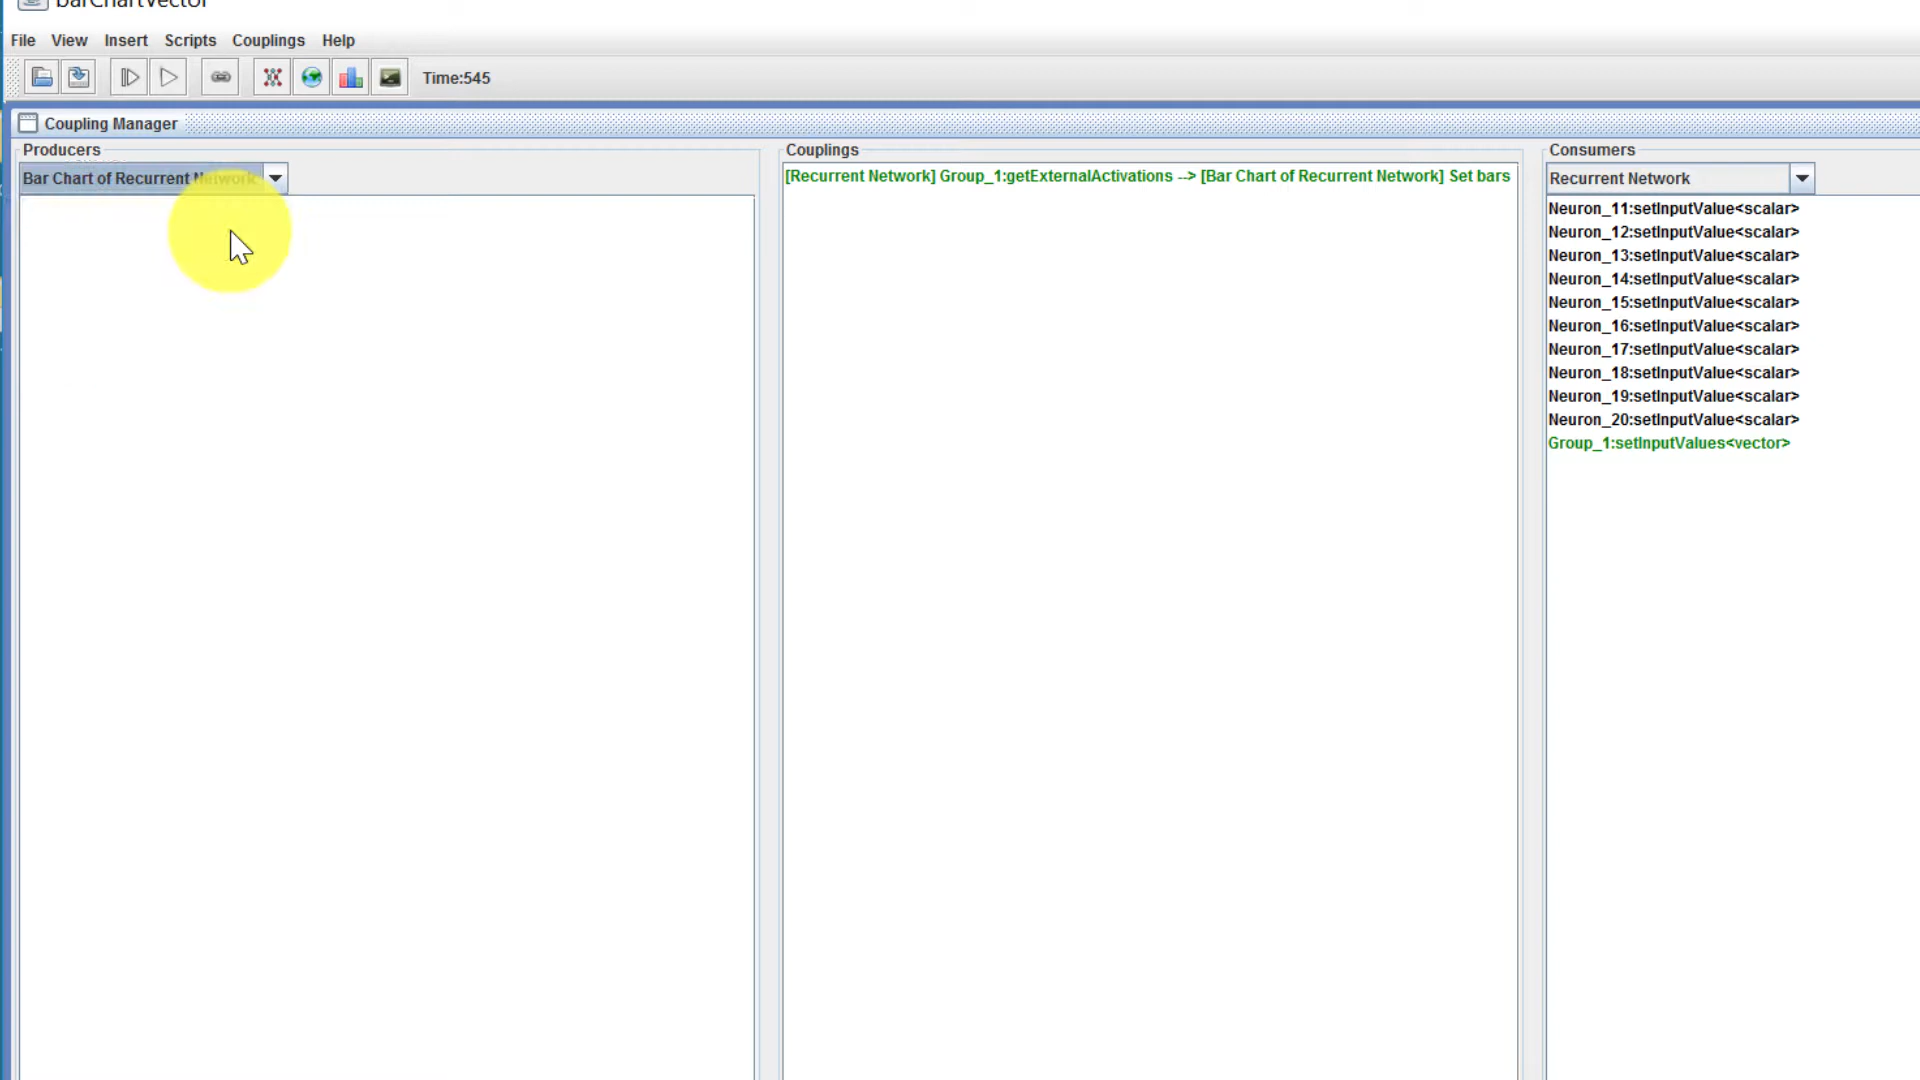 barChartVector
File View Insert Scripts Couplings Help
Time:545
Coupling Manager
Producers
Bar Chart of Recurrent Network
Couplings
[Recurrent Network] Group_1:getExternalActivations --> [Bar Chart of Recurrent Network] Set bars
Consumers
Recurrent Network
Neuron_11:setInputValue<scalar>
Neuron_12:setInputValue<scalar>
Neuron_13:setInputValue<scalar>
Neuron_14:setInputValue<scalar>
Neuron_15:setInputValue<scalar>
Neuron_16:setInputValue<scalar>
Neuron_17:setInputValue<scalar>
Neuron_18:setInputValue<scalar>
Neuron_19:setInputValue<scalar>
Neuron_20:setInputValue<scalar>
Group_1:setInputValues<vector>